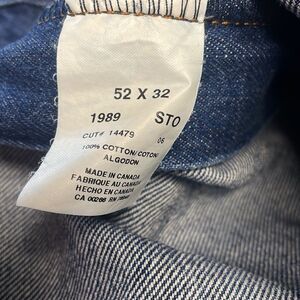 52 X 32
1989 STO
CUT# 14479 06
100% COTTON/COTON
ALGODON
MADE IN CANADA
FABRIQUE AU CANADA
HECHO EN CANADA
CA 00266 RN